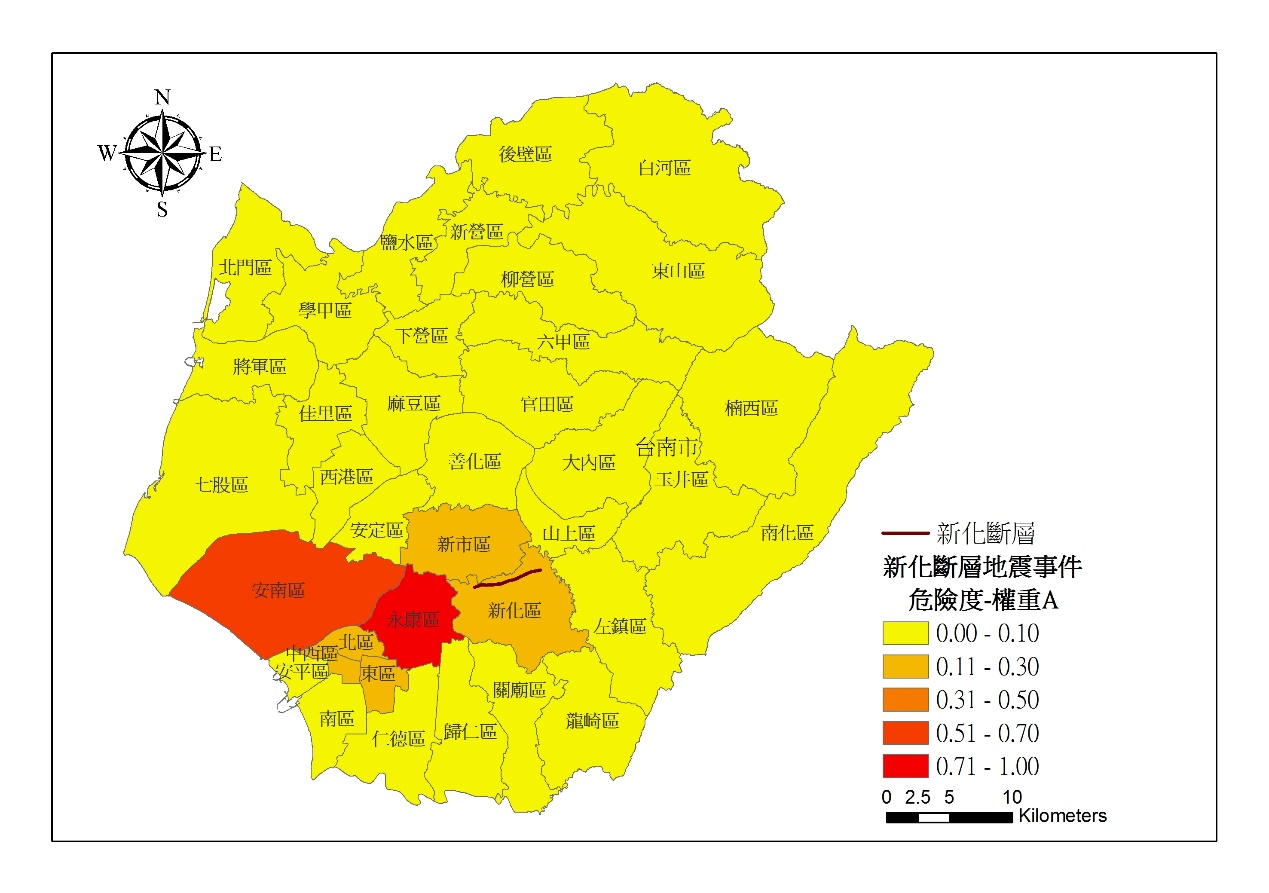 N
W E
S
後壁區
白河區
新營區
鹽水區
北門區
東山區
柳營區
學甲區
下營區
六甲區
將軍區
麻豆區
官田區
楠西區
佳里區
台南市
善化區
大內區
西港區
玉井區
七股區
安定區
山上區
南化區
新市區
安南區
新化區
永康區
左鎮區
北區
中西區
安平區
東區
關廟區
南區
龍崎區
歸仁區
仁德區
新化斷層
新化斷層地震事件
危險度-權重A
0.00 - 0.10
0.11 - 0.30
0.31 - 0.50
0.51 - 0.70
0.71 - 1.00
0 2.5 5 10
Kilometers